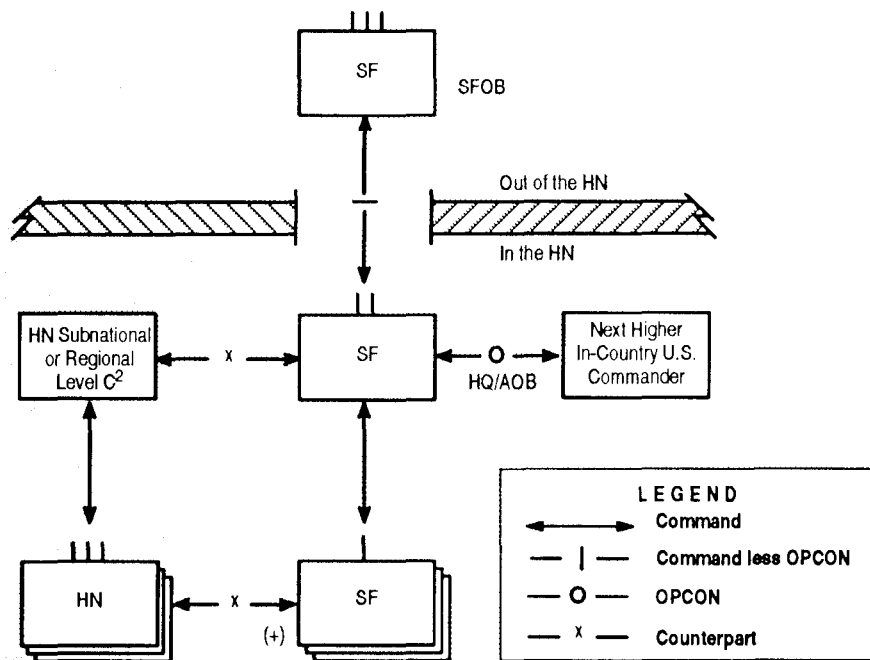 SF
SFOB
Out of the HN
In the HN
HN Subnational
or Regional
Level C²
x
SF
HQ/AOB
Next Higher
In-Country U.S.
Commander
HN
x
(+)
SF
LEGEND
Command
Command less OPCON
OPCON
x
Counterpart